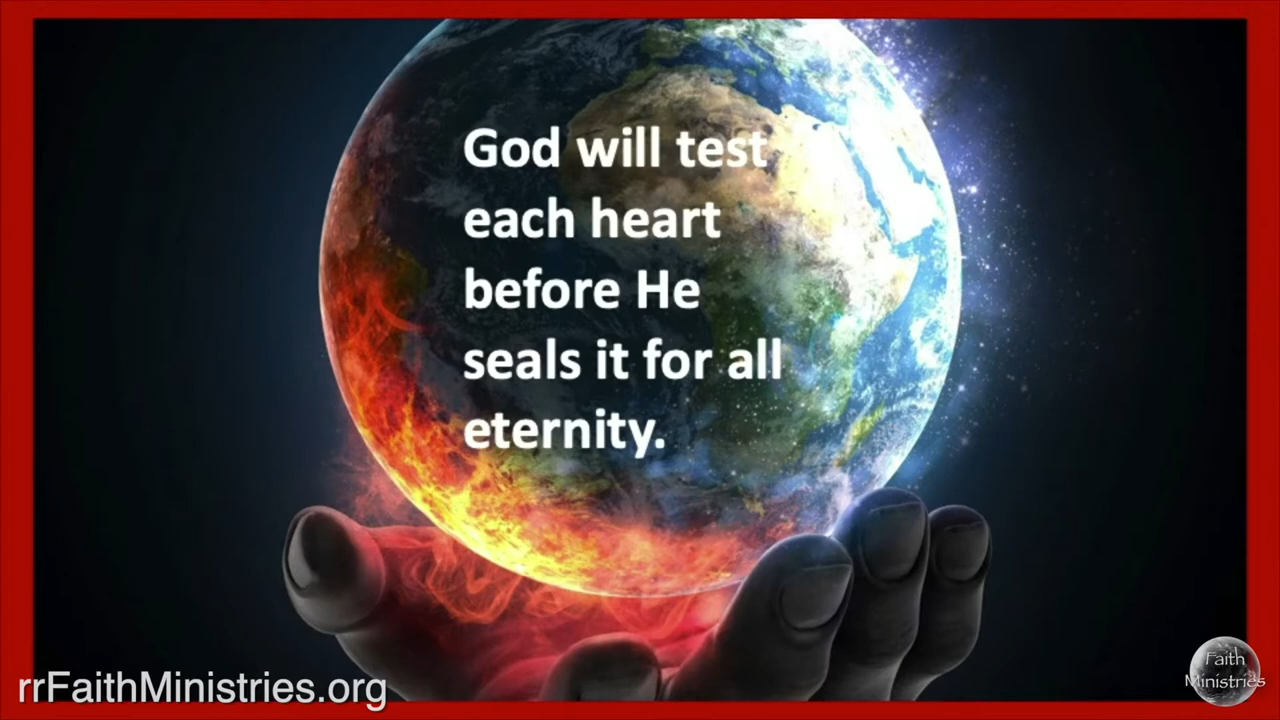 God will test
each heart
before He
seals it for all
eternity.
rrFaithMinistries.org
Faith
Ministries